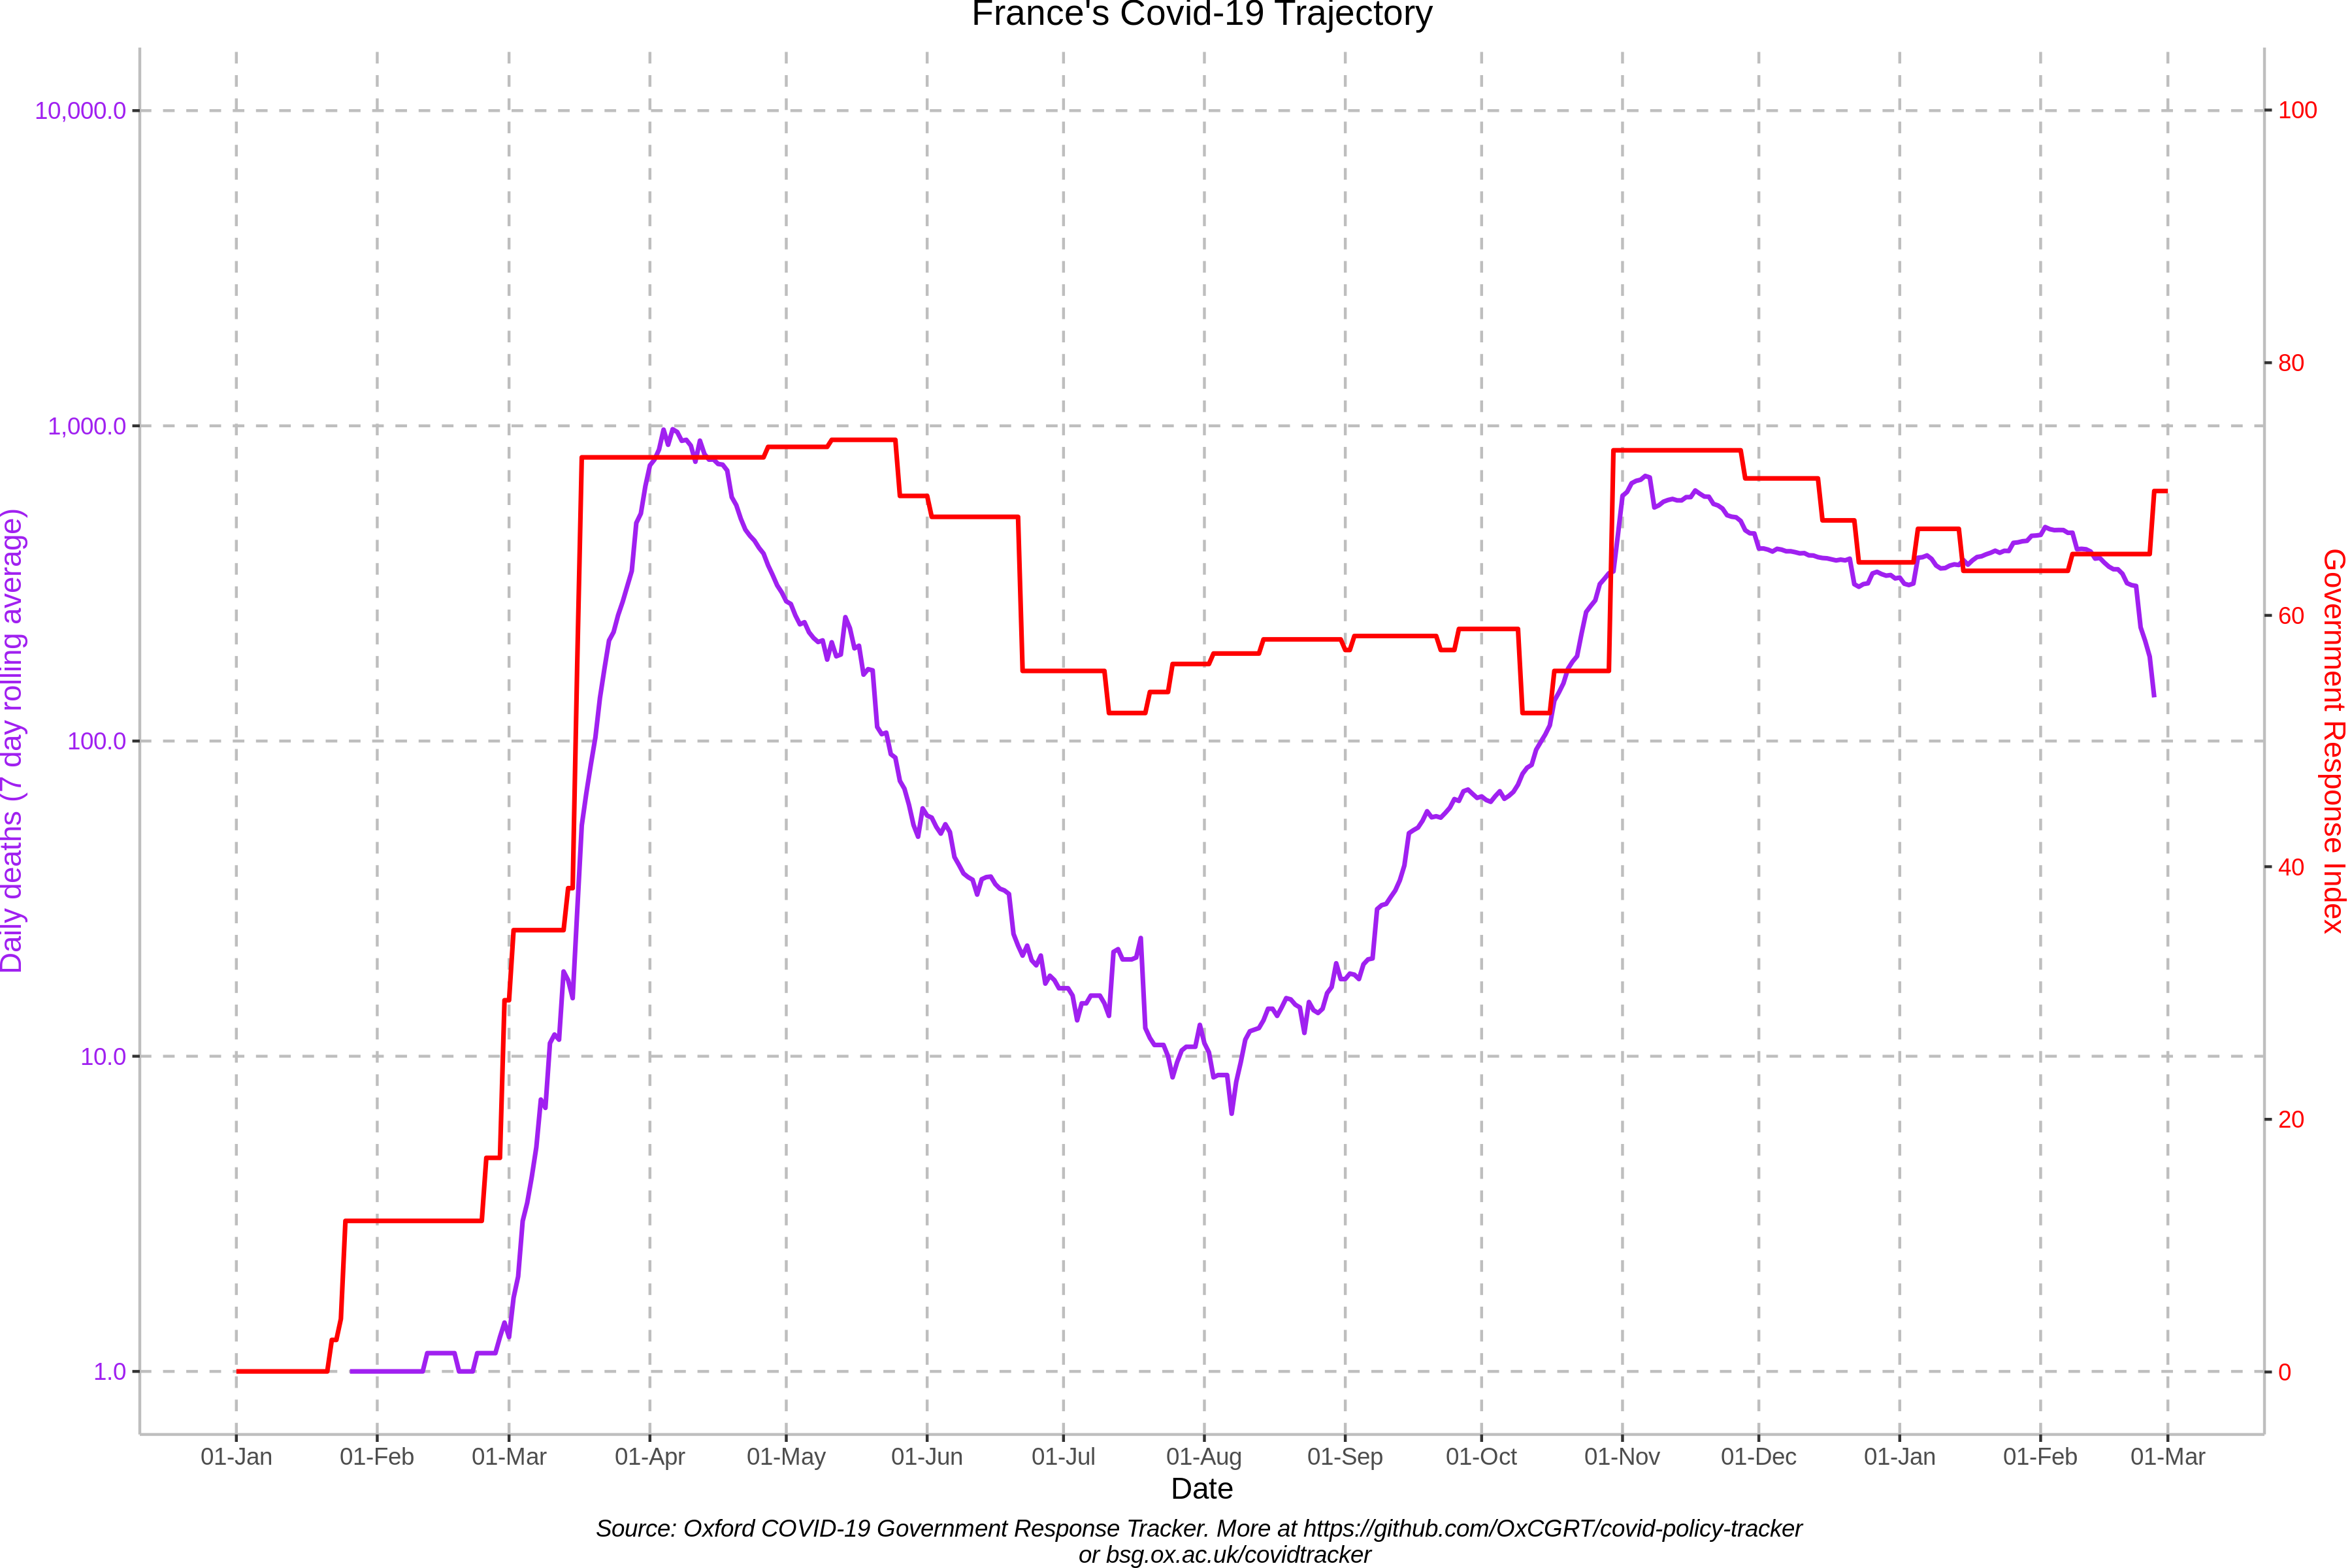 France's Covid-19 Trajectory
10,000.0
1,000.0
100.0
10.0
1.0
Daily deaths (7 day rolling average)
100
80
60
40
20
0
Government Response Index
01-Jan 01-Feb 01-Mar 01-Apr 01-May 01-Jun 01-Jul 01-Aug 01-Sep 01-Oct 01-Nov 01-Dec 01-Jan 01-Feb 01-Mar
Date
Source: Oxford COVID-19 Government Response Tracker. More at https://github.com/OxCGRT/covid-policy-tracker
or bsg.ox.ac.uk/covidtracker